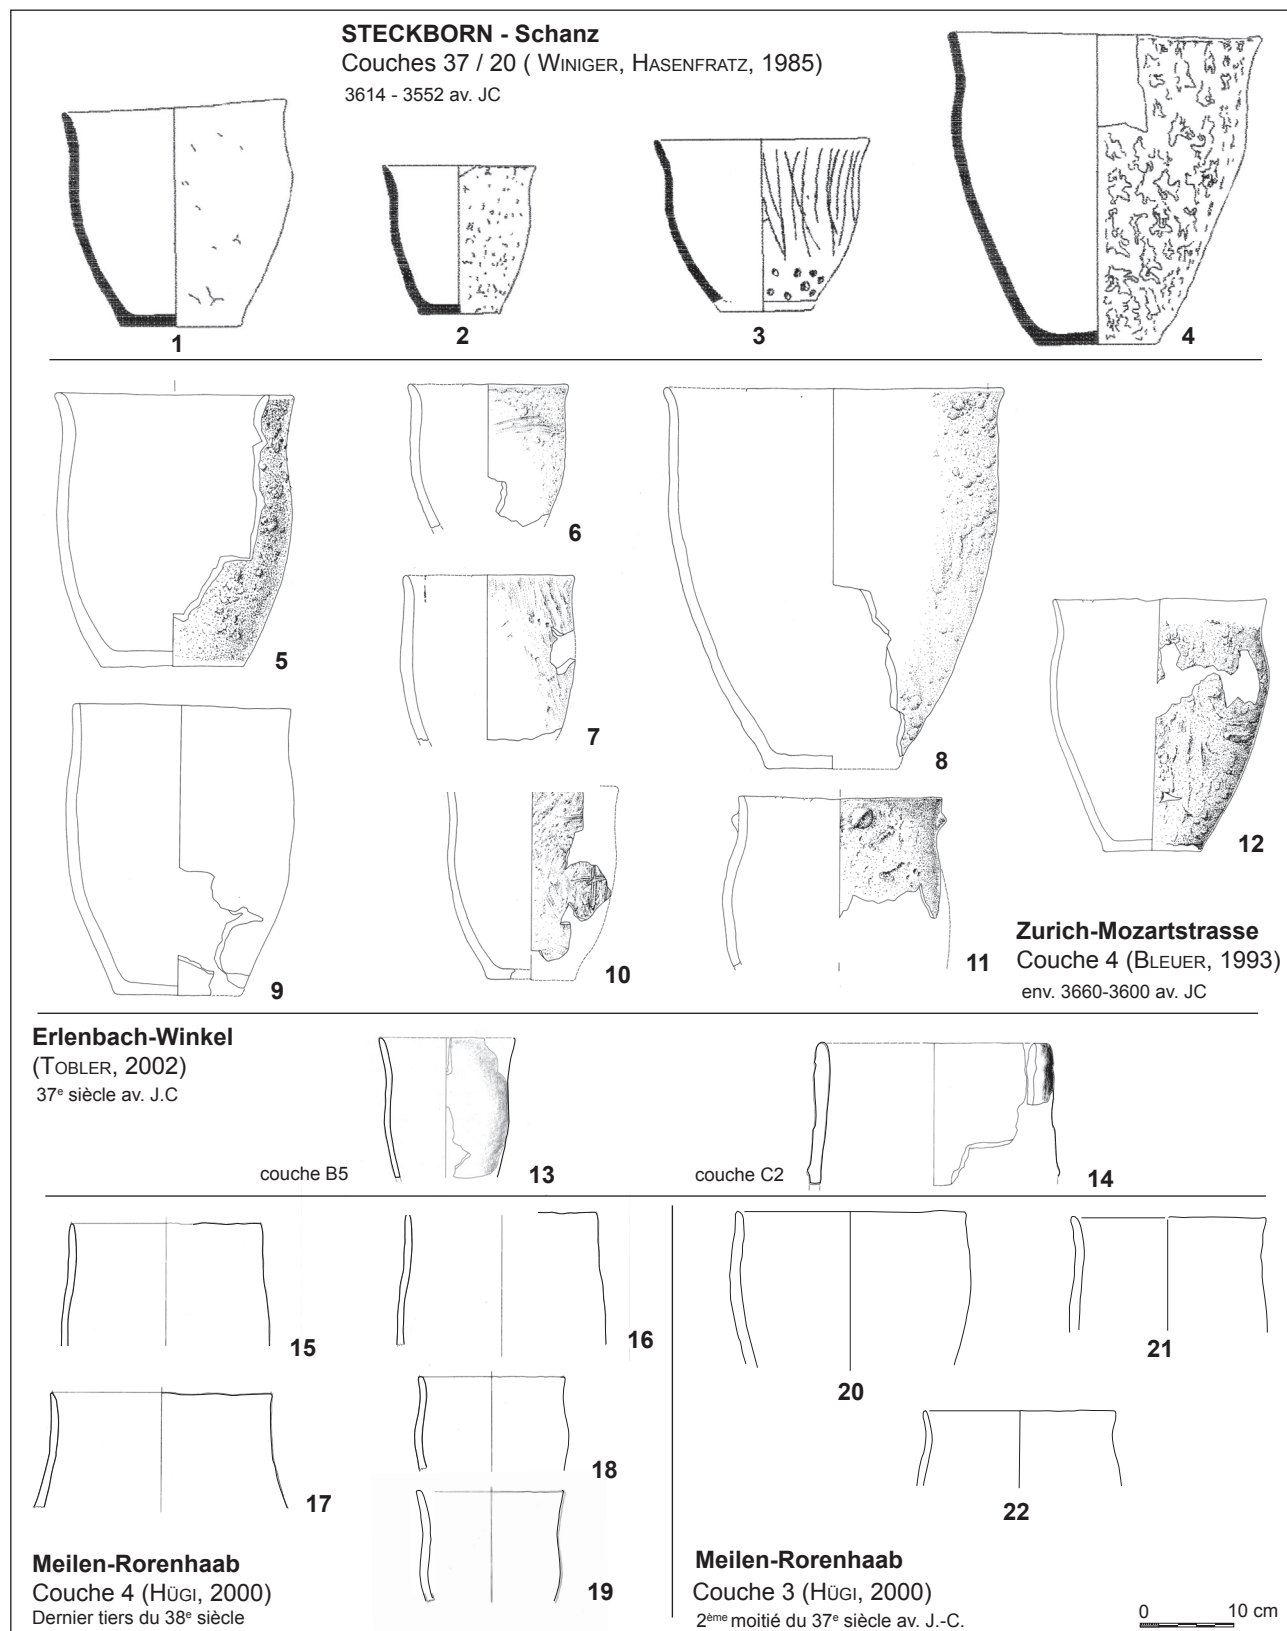 STECKBORN - Schanz
Couches 37 / 20 ( WINIGER, HASENFRATZ, 1985)
3614 - 3552 av. JC
1
2
3
4
5
6
7
8
9
10
11
12
Zurich-Mozartstrasse
Couche 4 (BLEUER, 1993)
env. 3660-3600 av. JC
Erlenbach-Winkel
(TOBLER, 2002)
37e siècle av. J.C
couche B5
13
couche C2
14
15
16
17
18
19
Meilen-Rorenhaab
Couche 4 (HÜGI, 2000)
Dernier tiers du 38e siècle
20
21
22
Meilen-Rorenhaab
Couche 3 (HÜGI, 2000)
2ème moitié du 37e siècle av. J.-C.
0 10 cm